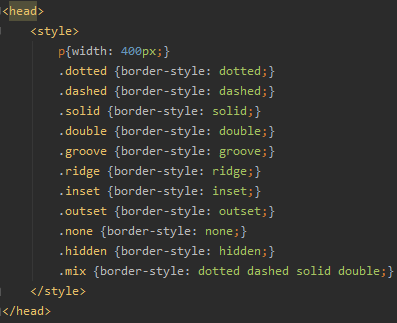 <head>
<style>
p{width: 400px;}
.dotted {border-style: dotted;}
.dashed {border-style: dashed;}
.solid {border-style: solid;}
.double {border-style: double;}
.groove {border-style: groove;}
.ridge {border-style: ridge;}
.inset {border-style: inset;}
.outset {border-style: outset;}
.none {border-style: none;}
.hidden {border-style: hidden;}
.mix {border-style: dotted dashed solid double;}
</style>
</head>